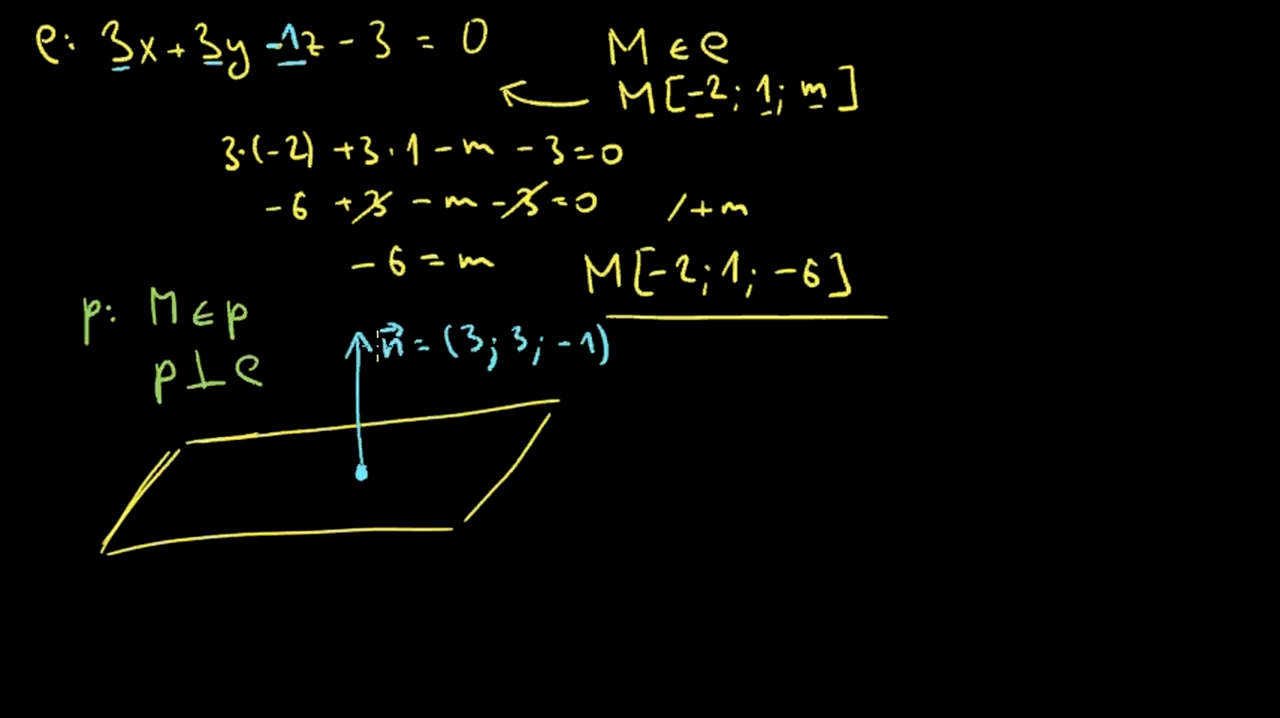 ρ: 3x + 3y -1z - 3 = 0
M ∈ ρ
M[-2; 1; m]
3·(-2) + 3·1 - m - 3 = 0
-6 + 3 - m - 3 = 0 /+m
-6 = m
M[-2; 1; -6]
p: M ∈ p
p ⊥ ρ
n⃗ = (3; 3; -1)